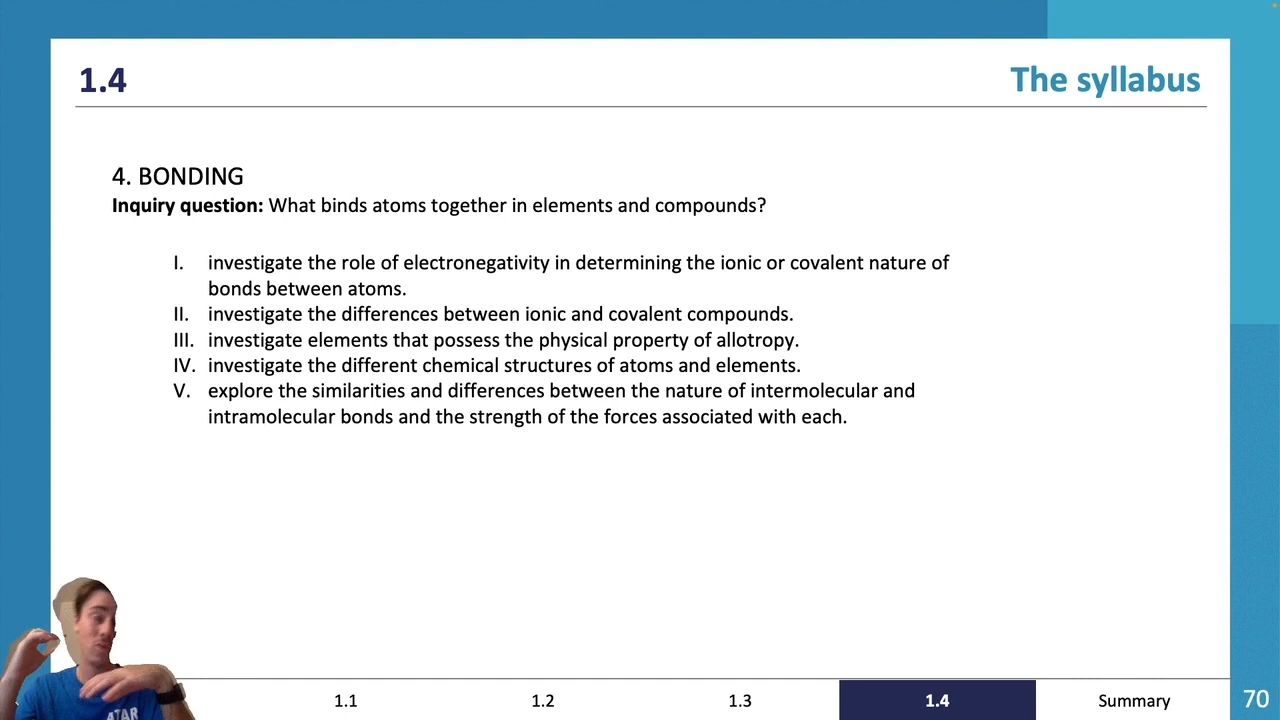 1.4
The syllabus
4. BONDING
Inquiry question: What binds atoms together in elements and compounds?
I. investigate the role of electronegativity in determining the ionic or covalent nature of
bonds between atoms.
II. investigate the differences between ionic and covalent compounds.
III. investigate elements that possess the physical property of allotropy.
IV. investigate the different chemical structures of atoms and elements.
V. explore the similarities and differences between the nature of intermolecular and
intramolecular bonds and the strength of the forces associated with each.
ATAR
1.1
1.2
1.3
1.4
Summary
70